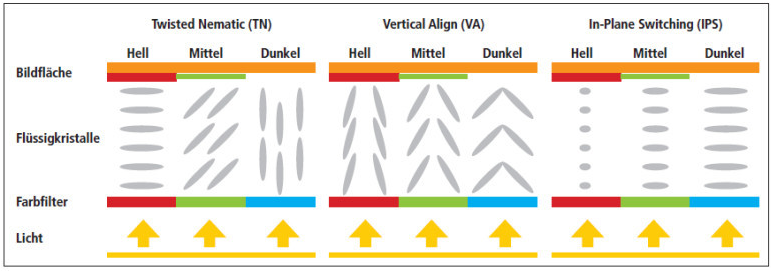 Twisted Nematic (TN) Vertical Align (VA) In-Plane Switching (IPS)
Hell Mittel Dunkel Hell Mittel Dunkel Hell Mittel Dunkel
Bildfläche
Flüssigkristalle
Farbfilter
Licht